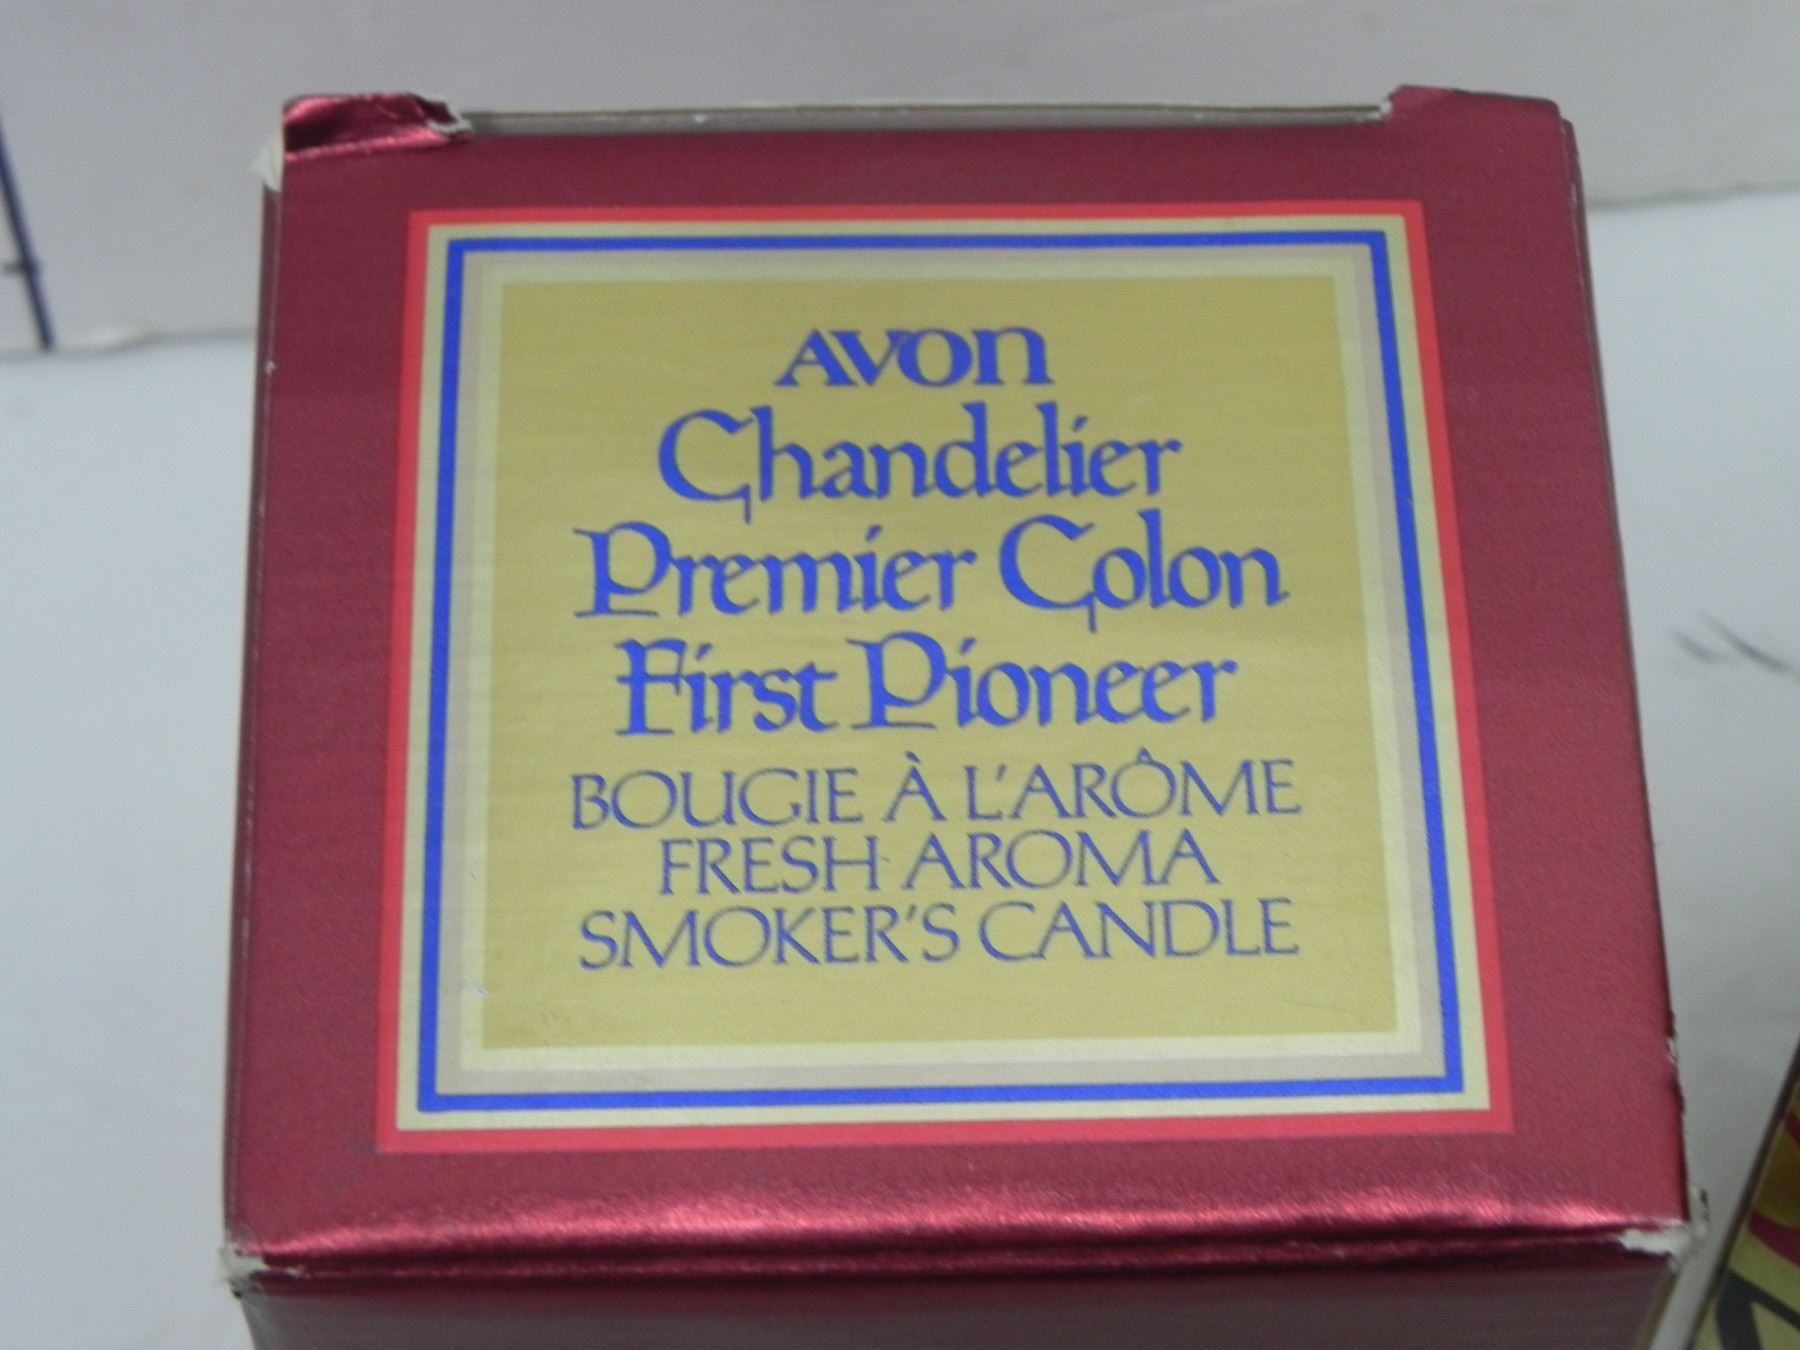 AVON
Chandelier
Premier Colon
First Pioneer
BOUGIE À L'ARÔME
FRESH AROMA
SMOKER'S CANDLE